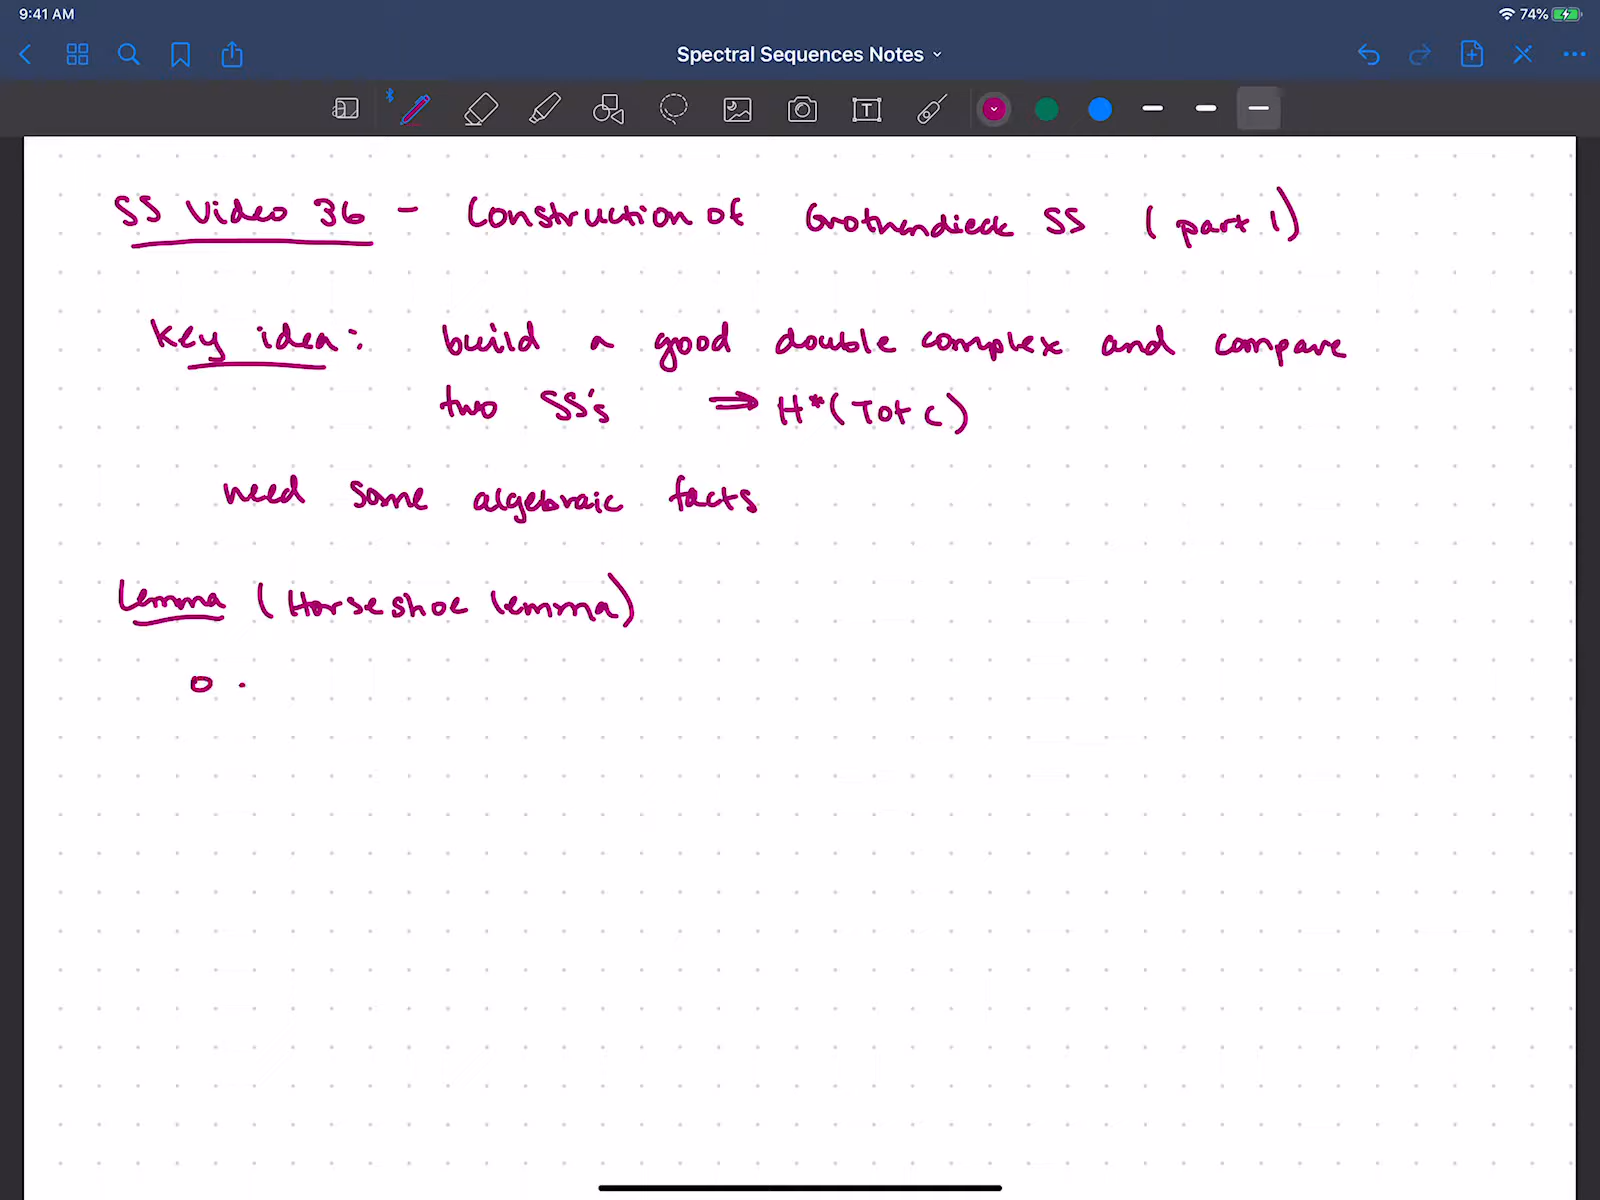 9:41 AM
74%
Spectral Sequences Notes
T
SS Video 36 - Construction of Grothendieck SS (part 1)
Key idea: build a good double complex and compare
two SS's ⇒ H*(Tot C)
need some algebraic facts
Lemma (Horseshoe lemma)
0